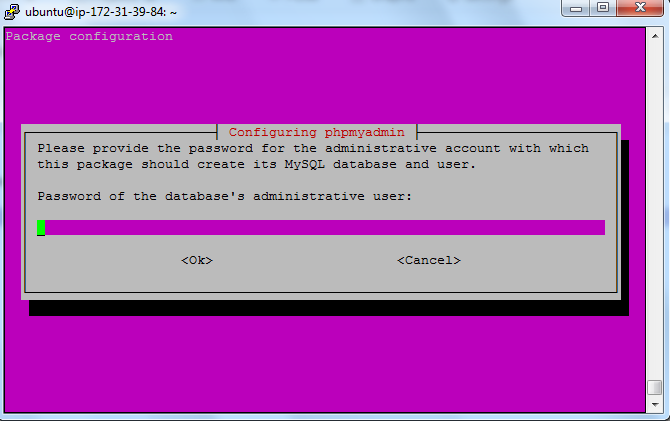 ubuntu@ip-172-31-39-84: ~
Package configuration
Configuring phpmyadmin
Please provide the password for the administrative account with which
this package should create its MySQL database and user.
Password of the database's administrative user:
<Ok> <Cancel>